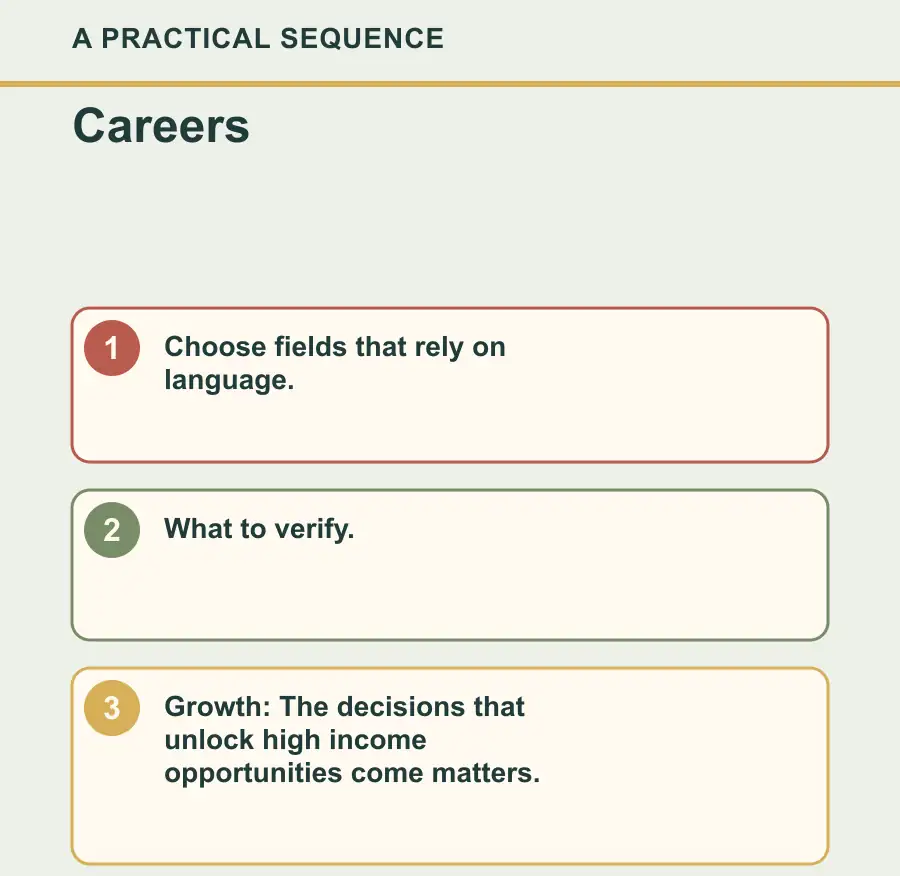 A PRACTICAL SEQUENCE
Careers
1
Choose fields that rely on
language.
2
What to verify.
3
Growth: The decisions that
unlock high income
opportunities come matters.